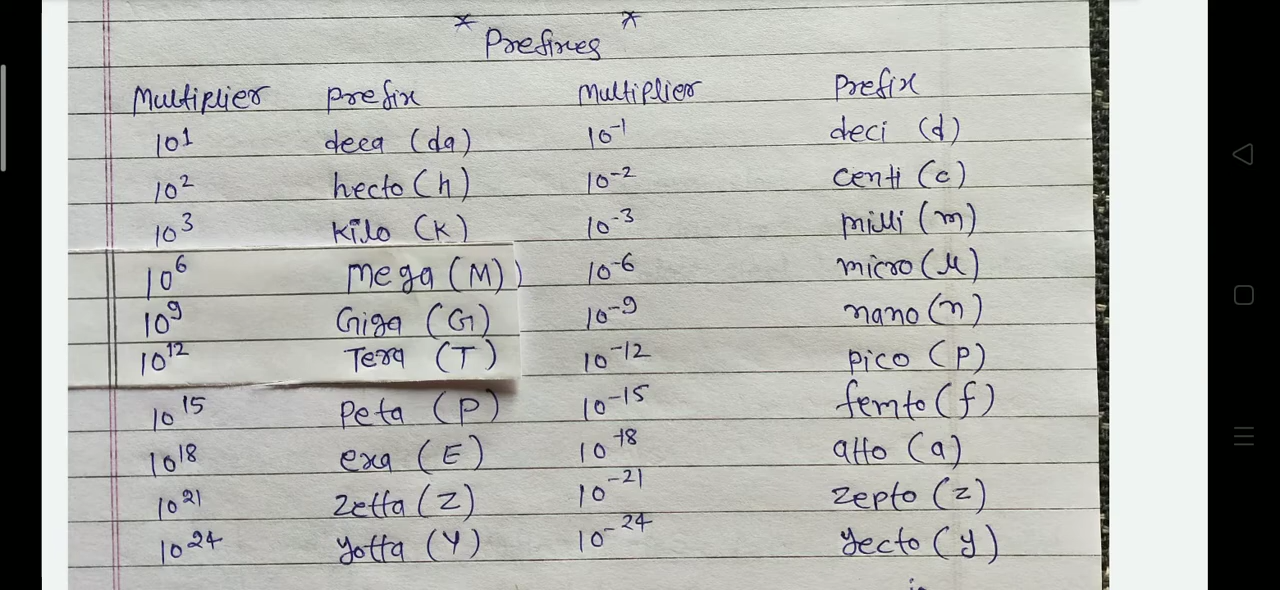 * Prefixes *
Multiplier Prefix Multiplier Prefix
10¹ deca (da) 10⁻¹ deci (d)
10² hecto (h) 10⁻² centi (c)
10³ kilo (K) 10⁻³ milli (m)
10⁶ Mega (M)) 10⁻⁶ micro (μ)
10⁹ Giga (G) 10⁻⁹ nano (n)
10¹² Tera (T) 10⁻¹² pico (p)
10¹⁵ Peta (P) 10⁻¹⁵ femto (f)
10¹⁸ exa (E) 10⁻¹⁸ atto (a)
10²¹ Zetta (Z) 10⁻²¹ Zepto (z)
10²⁴ yotta (Y) 10⁻²⁴ yecto (y)